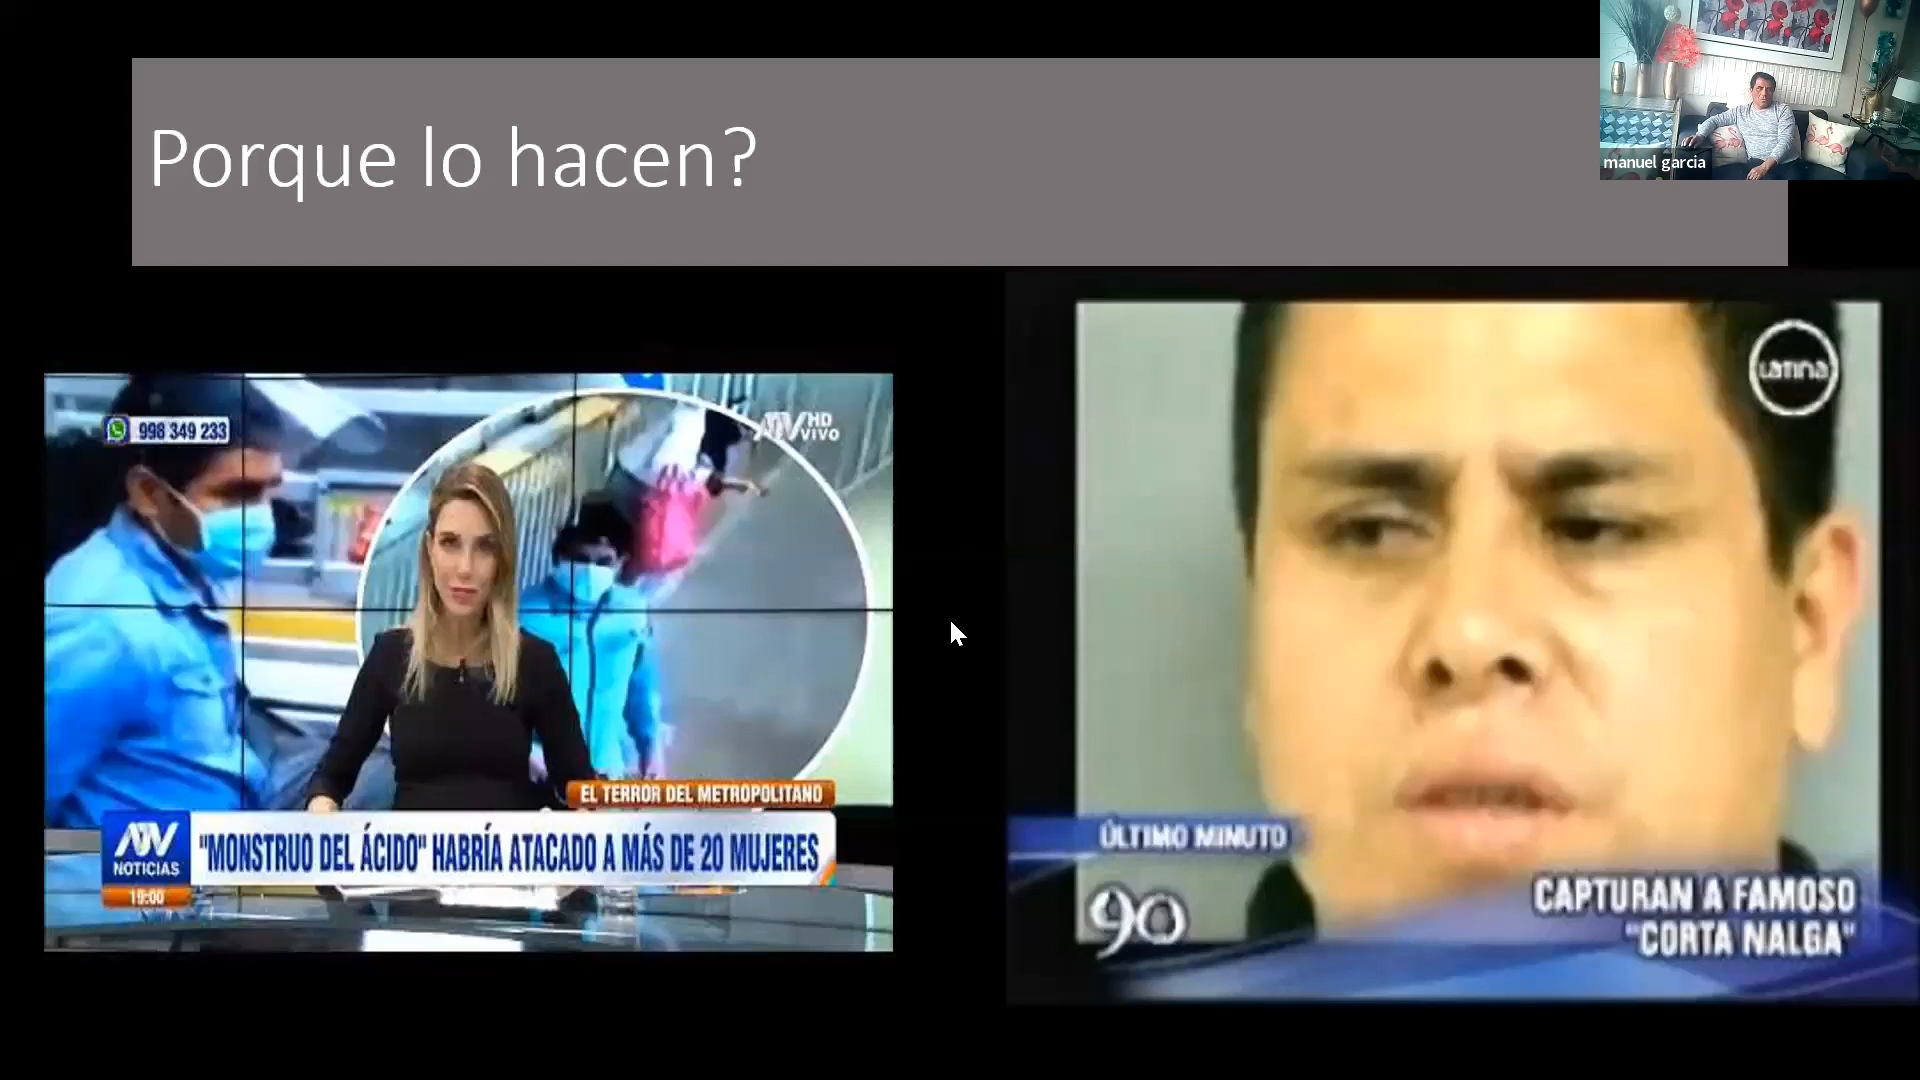 Porque lo hacen?
manuel garcia
998 349 233
ATV HD
VIVO
EL TERROR DEL METROPOLITANO
ATV
NOTICIAS
"MONSTRUO DEL ÁCIDO" HABRÍA ATACADO A MÁS DE 20 MUJERES
19:00
Latina
ÚLTIMO MINUTO
90
CAPTURAN A FAMOSO
"CORTA NALGA"